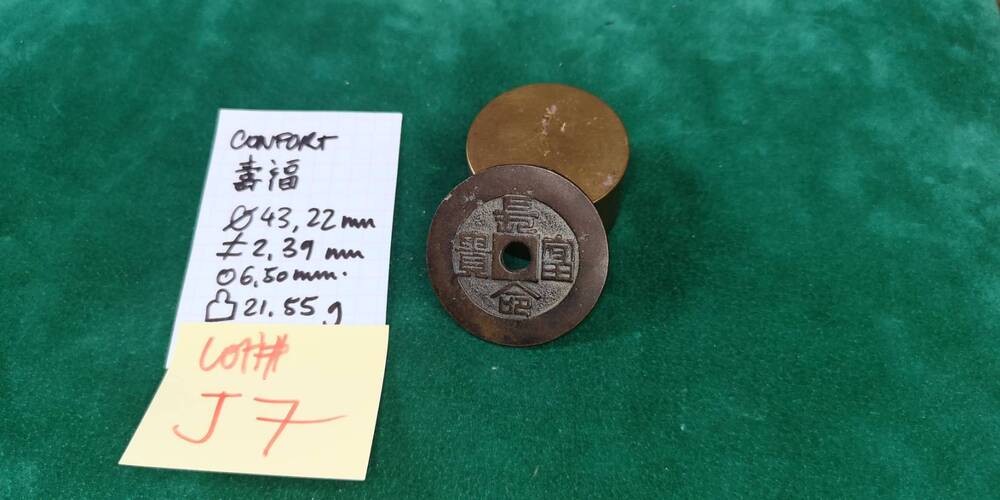 CONFORT
壽福
Ø 43,22 mm
± 2,39 mm
O 6,50 mm.
21.55 g
LOT#
J7
長命富貴